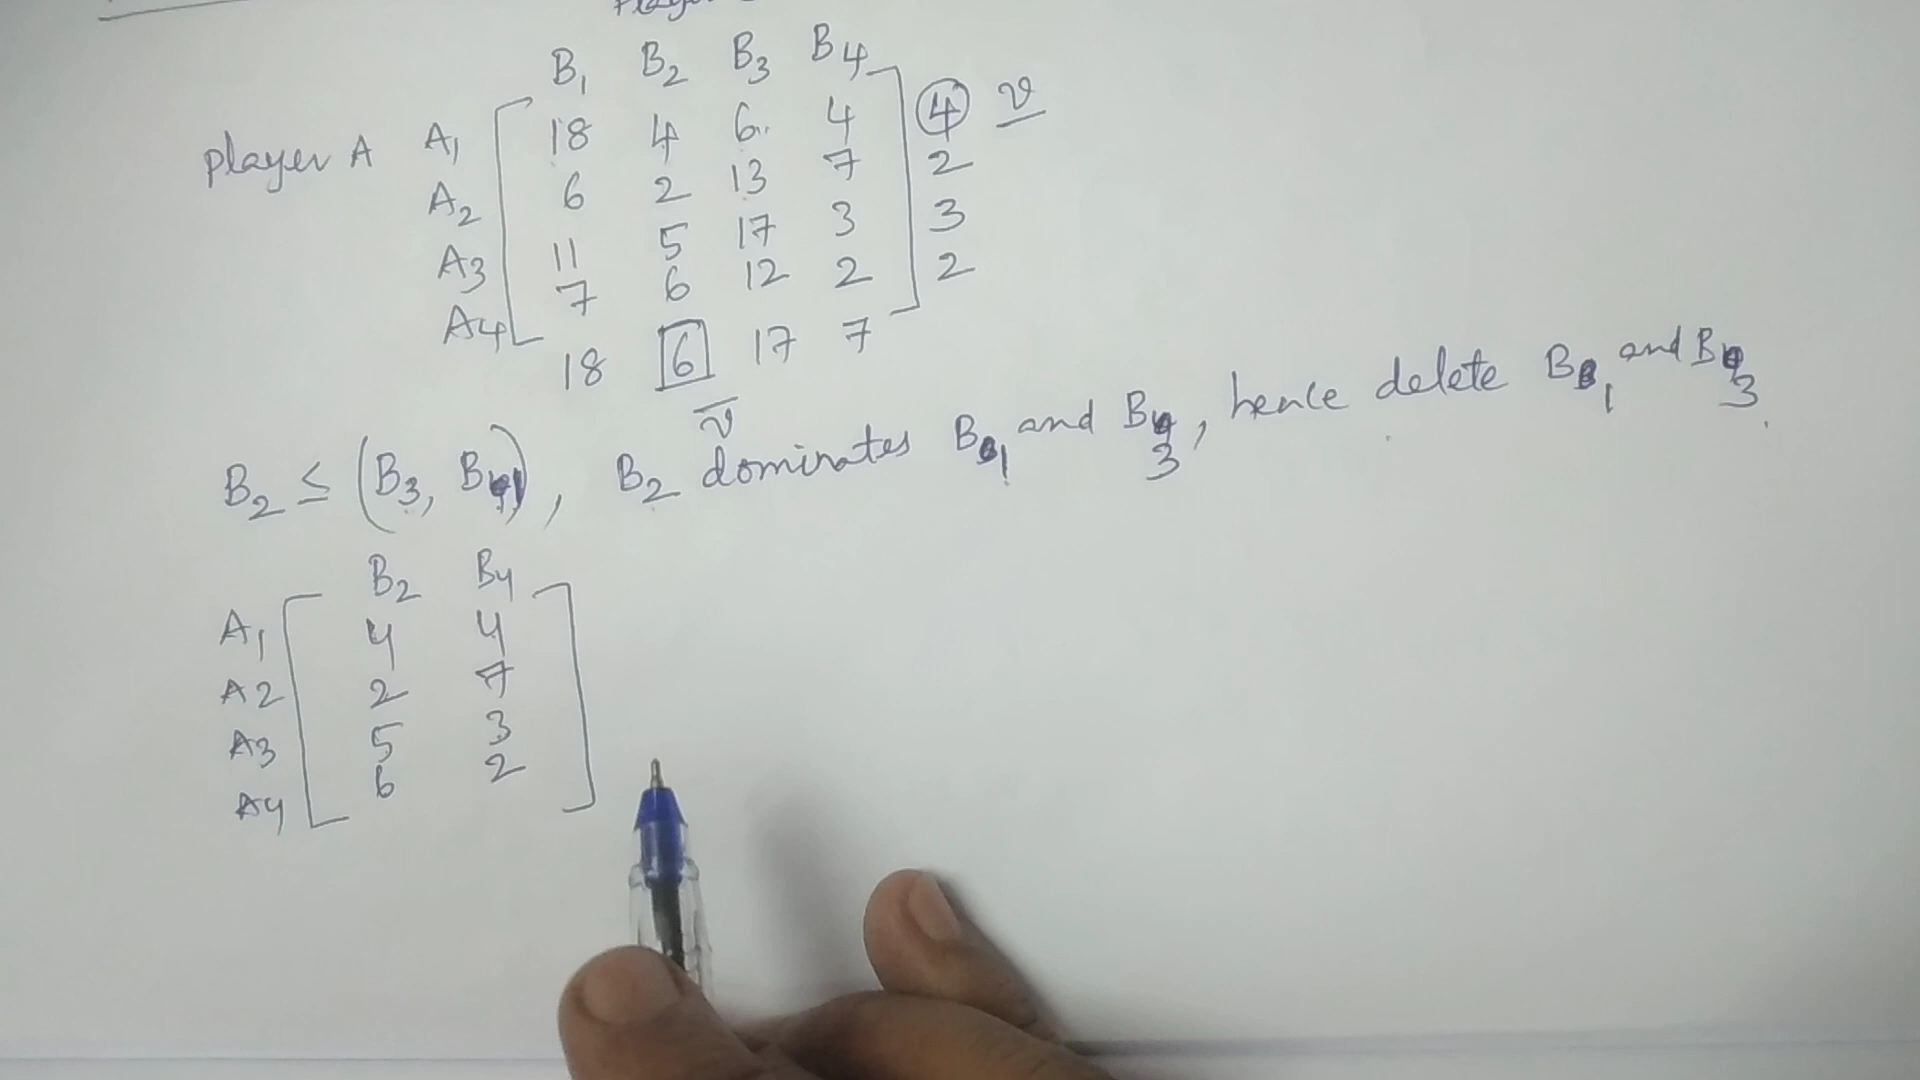 Player
B1 B2 B3 B4
Player A A1 18 4 6 4 4 v
A2 6 2 13 7 2
A3 11 5 17 3 3
A4 7 6 12 2 2
18 6 17 7
v
B2 ≤ (B3, B1), B2 dominates B1 and B3, hence delete B1 and B3.
B2 B4
A1 4 4
A2 2 7
A3 5 3
A4 6 2